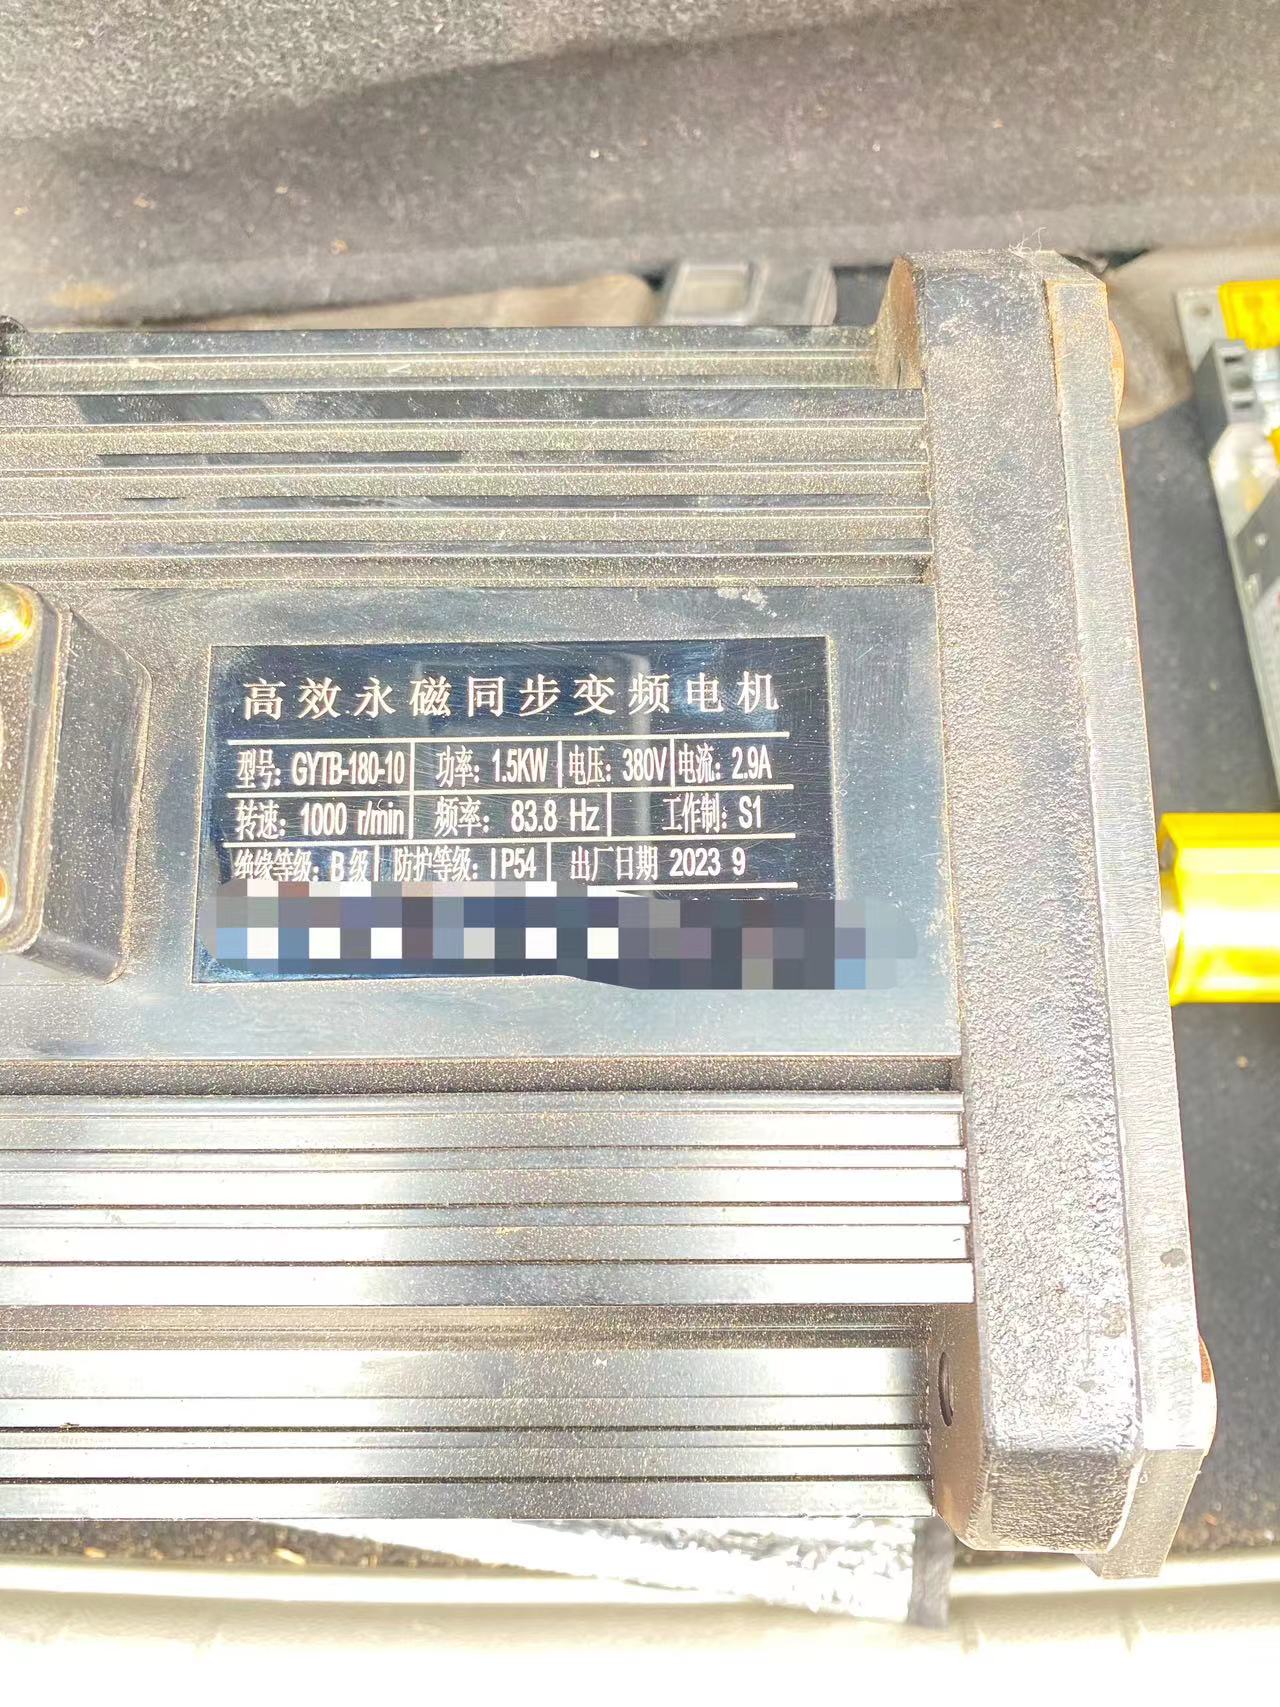 高效永磁同步变频电机
型号: GYTB-180-10 功率: 1.5KW 电压: 380V 电流: 2.9A
转速: 1000 r/min 频率: 83.8 Hz 工作制: S1
绝缘等级: B级 防护等级: IP54 出厂日期 2023 9